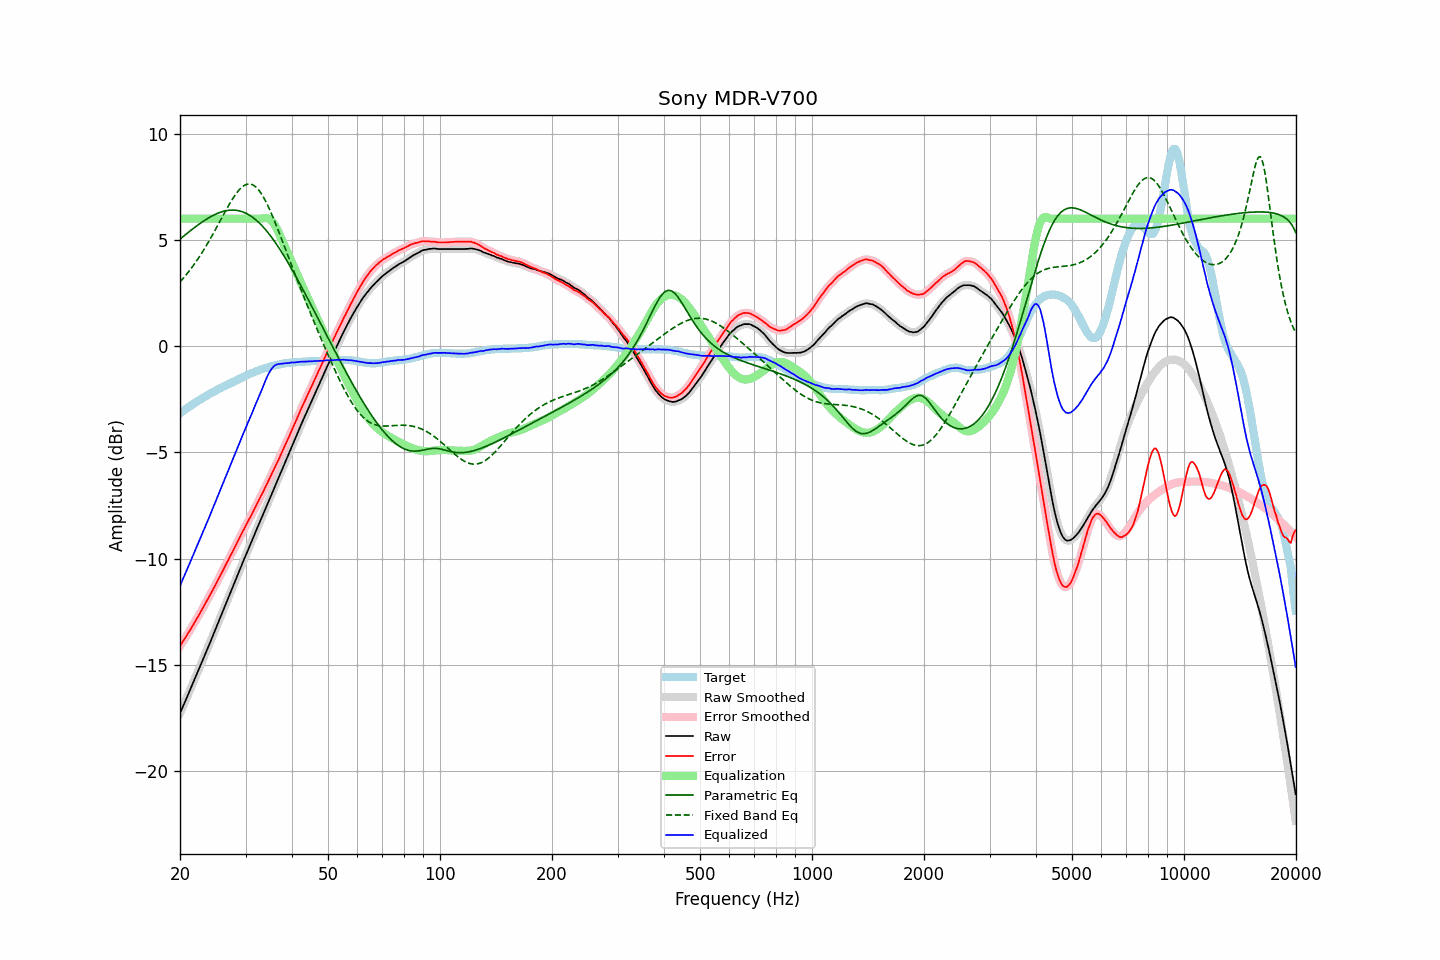 Sony MDR-V700
10
5
0
−5
−10
−15
−20
Amplitude (dBr)
Target
Raw Smoothed
Error Smoothed
Raw
Error
Equalization
Parametric Eq
Fixed Band Eq
Equalized
20 50 100 200 500 1000 2000 5000 10000 20000
Frequency (Hz)